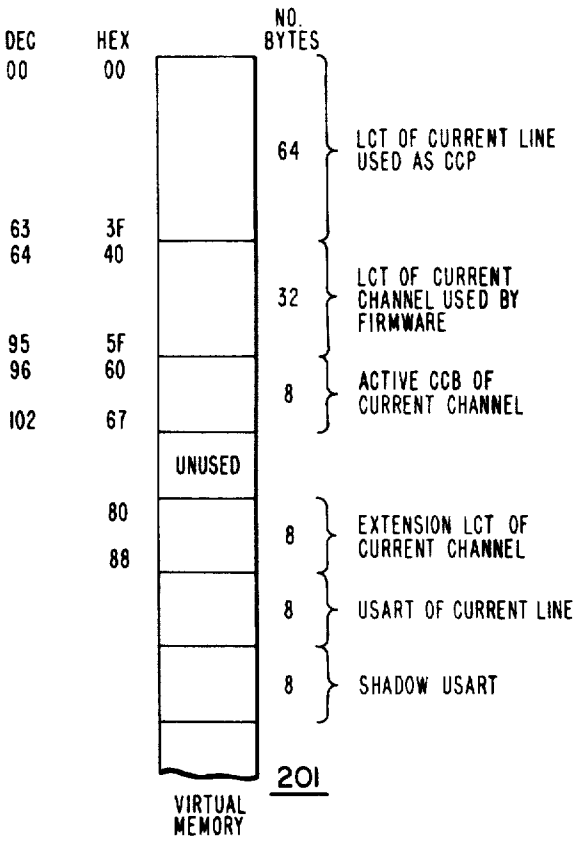 NO.
DEC HEX BYTES
00 00
64 LCT OF CURRENT LINE
USED AS CCP
63 3F
64 40
32 LCT OF CURRENT
CHANNEL USED BY
FIRMWARE
95 5F
96 60
8 ACTIVE CCB OF
CURRENT CHANNEL
102 67
UNUSED
80
8 EXTENSION LCT OF
CURRENT CHANNEL
88
8 USART OF CURRENT LINE
8 SHADOW USART
201
VIRTUAL
MEMORY